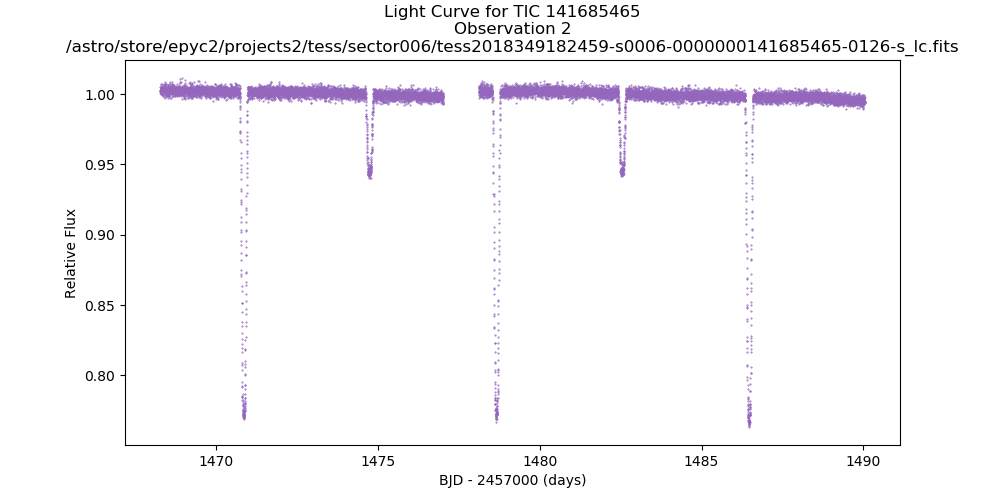 Light Curve for TIC 141685465
Observation 2
/astro/store/epyc2/projects2/tess/sector006/tess2018349182459-s0006-0000000141685465-0126-s_lc.fits
1.00
0.95
0.90
0.85
0.80
Relative Flux
1470
1475
1480
1485
1490
BJD - 2457000 (days)